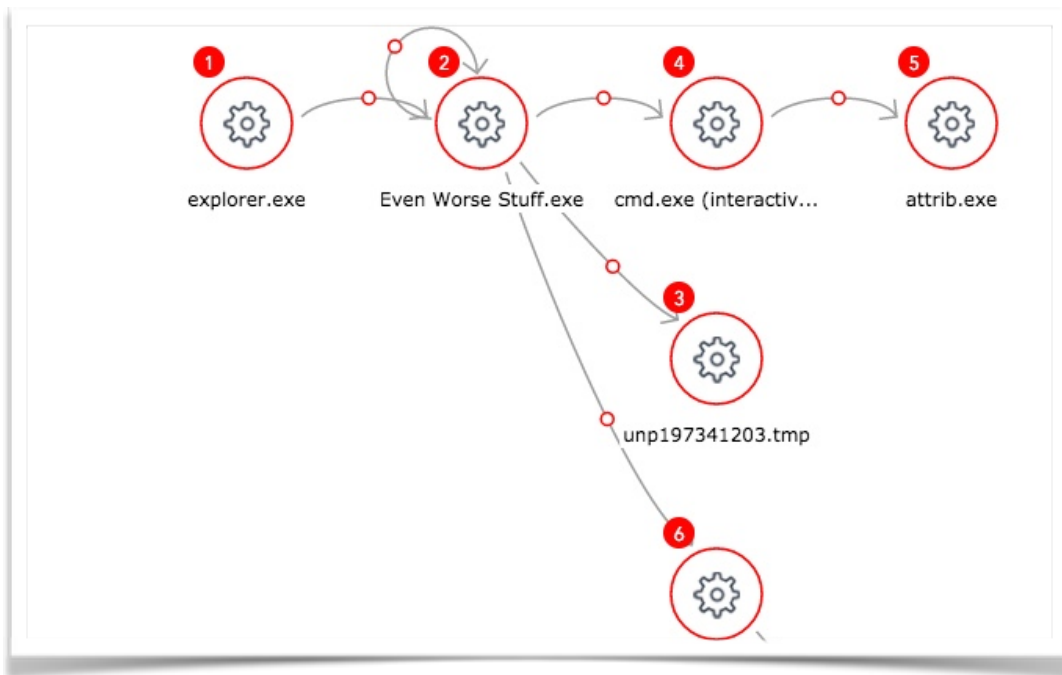 1
2
4
5
explorer.exe
Even Worse Stuff.exe
cmd.exe (interactiv...
attrib.exe
3
unp197341203.tmp
6